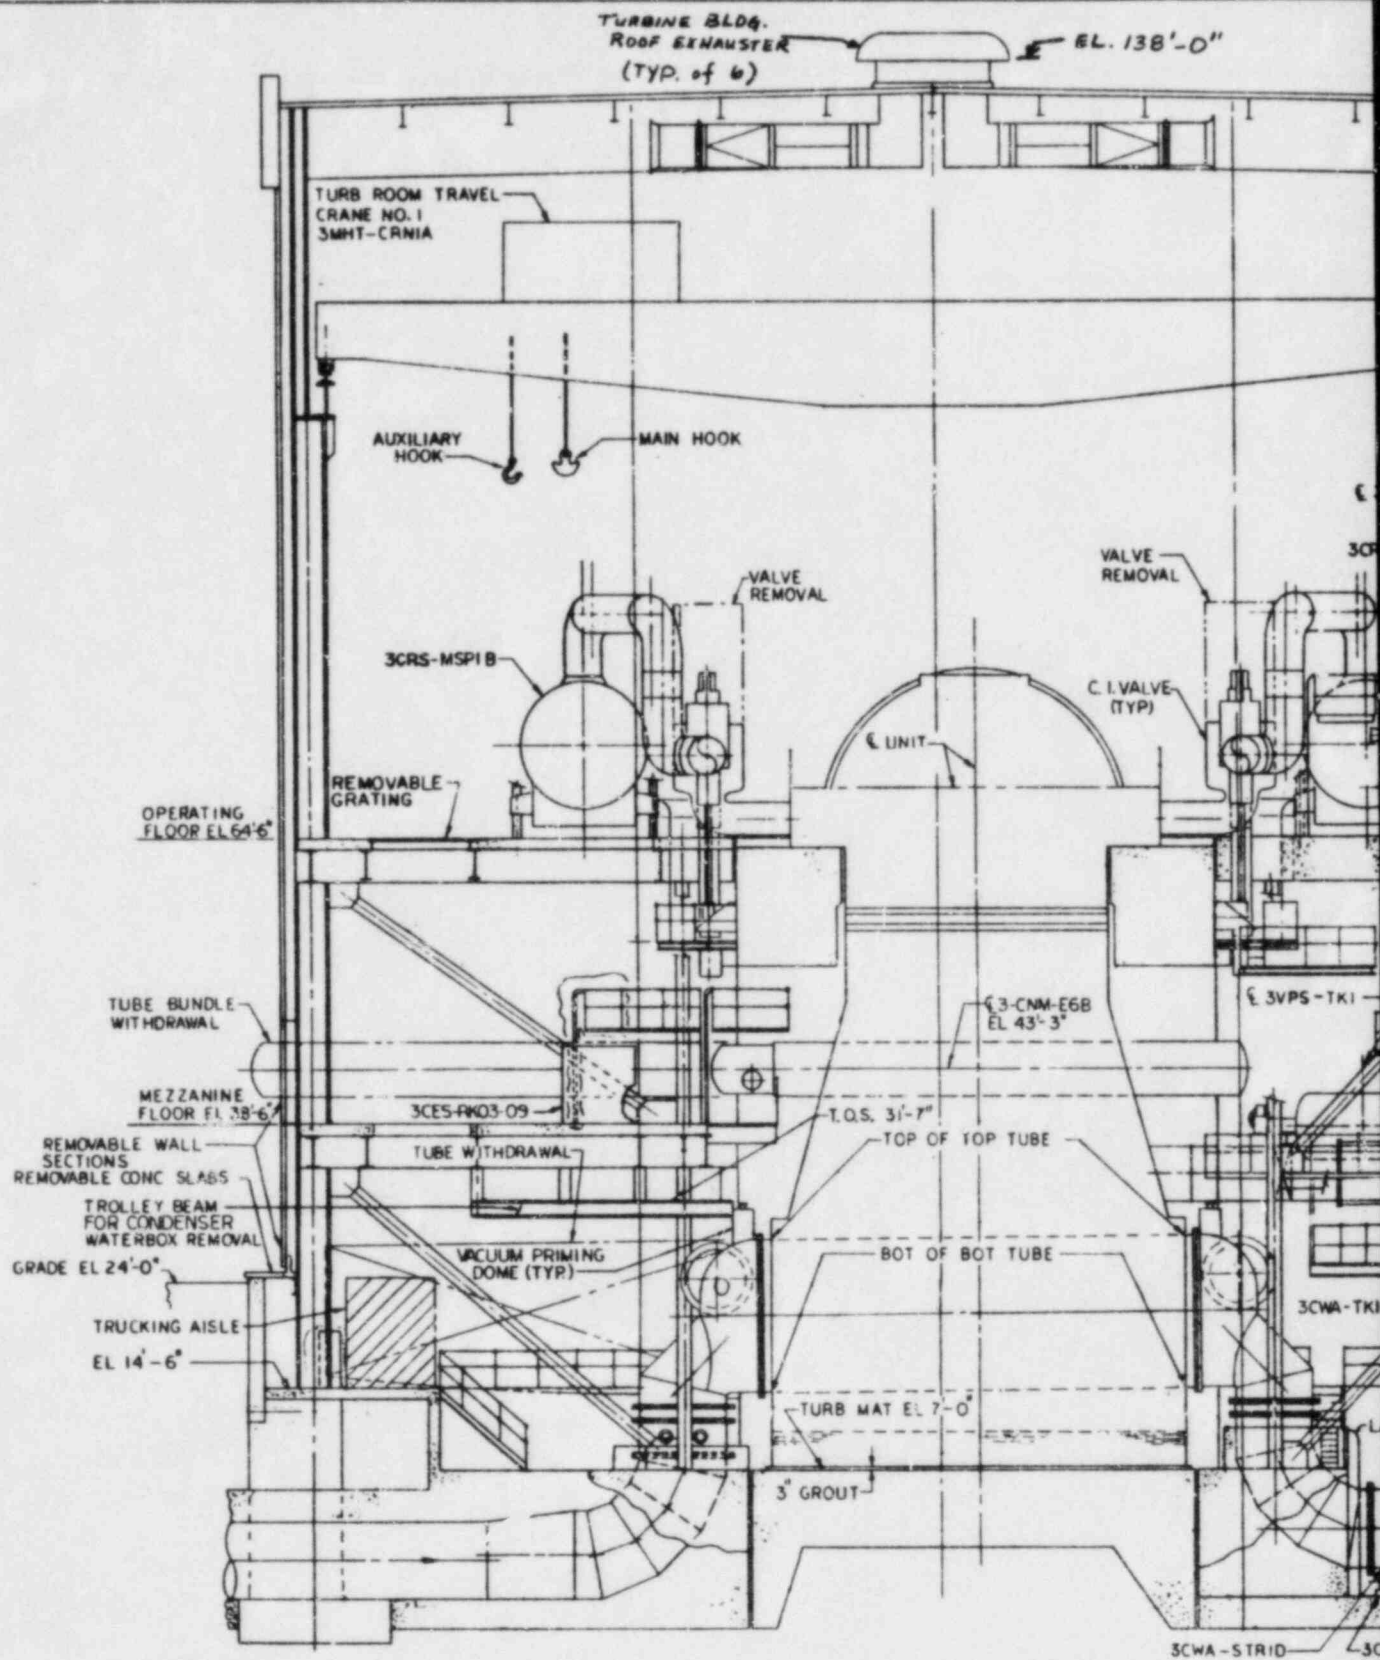 TURBINE BLDG.
ROOF EXHAUSTER
(TYP. of 6)
EL. 138'-0"
TURB ROOM TRAVEL
CRANE NO. 1
3MHT-CRN1A
AUXILIARY
HOOK
MAIN HOOK
VALVE
REMOVAL
VALVE
REMOVAL
3CRS-MSP1B
C.I. VALVE
(TYP)
℄ UNIT
REMOVABLE
GRATING
OPERATING
FLOOR EL 64'-6"
TUBE BUNDLE
WITHDRAWAL
℄ 3-CNM-E6B
EL 43'-3"
℄ 3VPS-TK1
MEZZANINE
FLOOR EL 38'-6"
3CES-RK03-09
T.O.S. 31'-7"
REMOVABLE WALL
SECTIONS
TUBE WITHDRAWAL
TOP OF TOP TUBE
REMOVABLE CONC SLABS
TROLLEY BEAM
FOR CONDENSER
WATERBOX REMOVAL
VACUUM PRIMING
DOME (TYP.)
BOT OF BOT TUBE
GRADE EL 24'-0"
3CWA-TK1
TRUCKING AISLE
EL 14'-6"
TURB MAT EL 7'-0"
3" GROUT
3CWA-STR1D